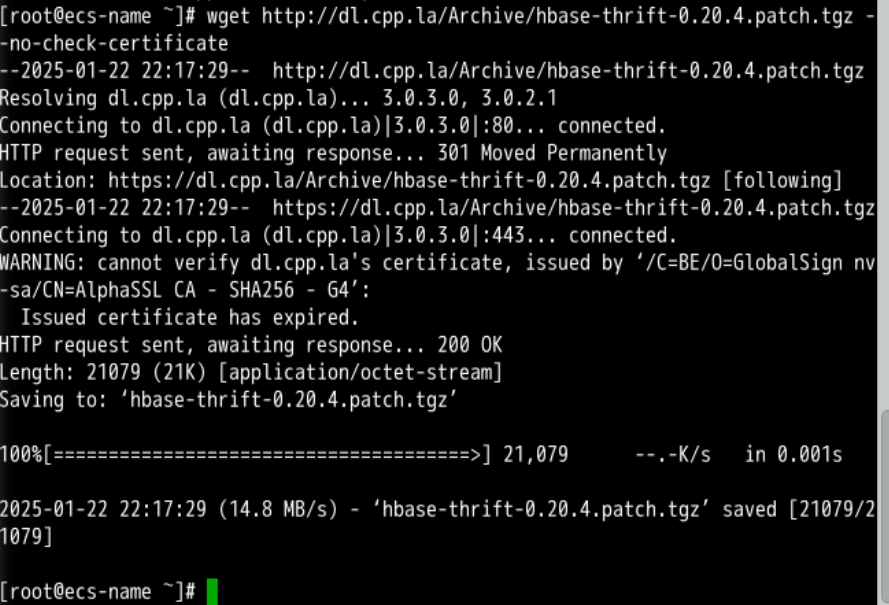 [root@ecs-name ~]# wget http://dl.cpp.la/Archive/hbase-thrift-0.20.4.patch.tgz -
-no-check-certificate
--2025-01-22 22:17:29--  http://dl.cpp.la/Archive/hbase-thrift-0.20.4.patch.tgz
Resolving dl.cpp.la (dl.cpp.la)... 3.0.3.0, 3.0.2.1
Connecting to dl.cpp.la (dl.cpp.la)|3.0.3.0|:80... connected.
HTTP request sent, awaiting response... 301 Moved Permanently
Location: https://dl.cpp.la/Archive/hbase-thrift-0.20.4.patch.tgz [following]
--2025-01-22 22:17:29--  https://dl.cpp.la/Archive/hbase-thrift-0.20.4.patch.tgz
Connecting to dl.cpp.la (dl.cpp.la)|3.0.3.0|:443... connected.
WARNING: cannot verify dl.cpp.la's certificate, issued by ‘/C=BE/O=GlobalSign nv
-sa/CN=AlphaSSL CA - SHA256 - G4’:
  Issued certificate has expired.
HTTP request sent, awaiting response... 200 OK
Length: 21079 (21K) [application/octet-stream]
Saving to: ‘hbase-thrift-0.20.4.patch.tgz’
100%[======================================>] 21,079      --.-K/s   in 0.001s
2025-01-22 22:17:29 (14.8 MB/s) - ‘hbase-thrift-0.20.4.patch.tgz’ saved [21079/2
1079]
[root@ecs-name ~]#